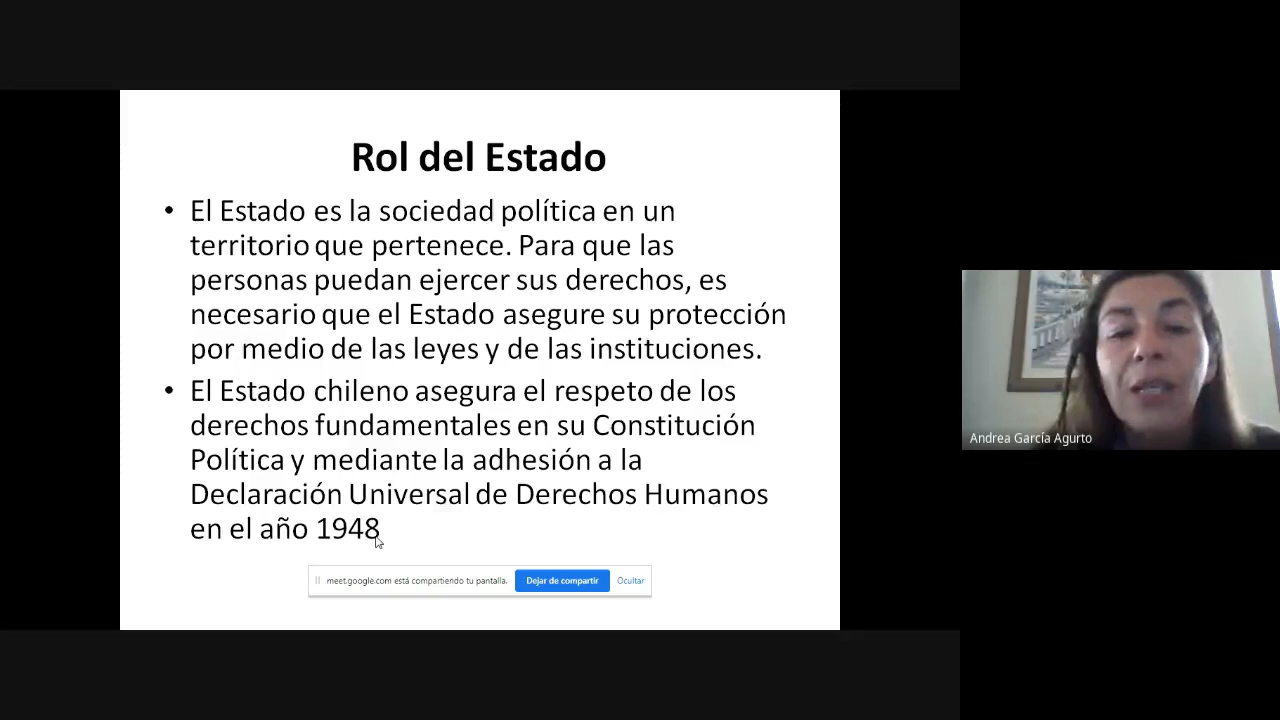 Rol del Estado
• El Estado es la sociedad política en un
territorio que pertenece. Para que las
personas puedan ejercer sus derechos, es
necesario que el Estado asegure su protección
por medio de las leyes y de las instituciones.
• El Estado chileno asegura el respeto de los
derechos fundamentales en su Constitución
Política y mediante la adhesión a la
Declaración Universal de Derechos Humanos
en el año 1948
meet.google.com está compartiendo tu pantalla. Dejar de compartir Ocultar
Andrea García Agurto